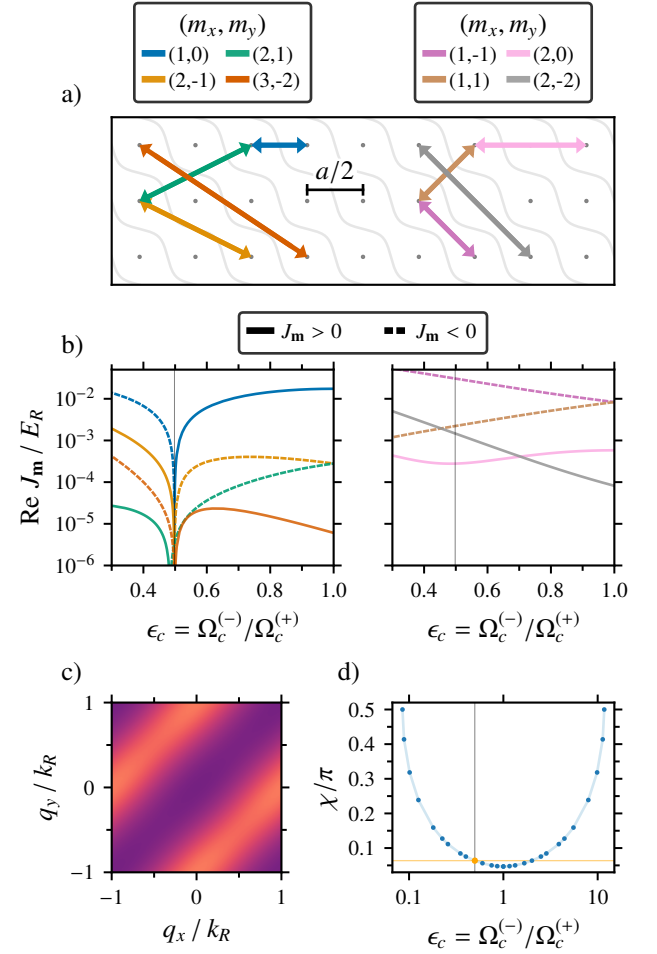 (m_x, m_y)
(1,0) (2,1)
(2,-1) (3,-2)
(m_x, m_y)
(1,-1) (2,0)
(1,1) (2,-2)
a)
a/2
J_m > 0 J_m < 0
b)
Re J_m / E_R
10^{-2}
10^{-3}
10^{-4}
10^{-5}
10^{-6}
0.4 0.6 0.8 1.0
ϵ_c = Ω_c^{(-)}/Ω_c^{(+)}
0.4 0.6 0.8 1.0
ϵ_c = Ω_c^{(-)}/Ω_c^{(+)}
c)
q_y / k_R
1
0
-1
-1 0 1
q_x / k_R
d)
χ/π
0.5
0.4
0.3
0.2
0.1
0.1 1 10
ϵ_c = Ω_c^{(-)}/Ω_c^{(+)}